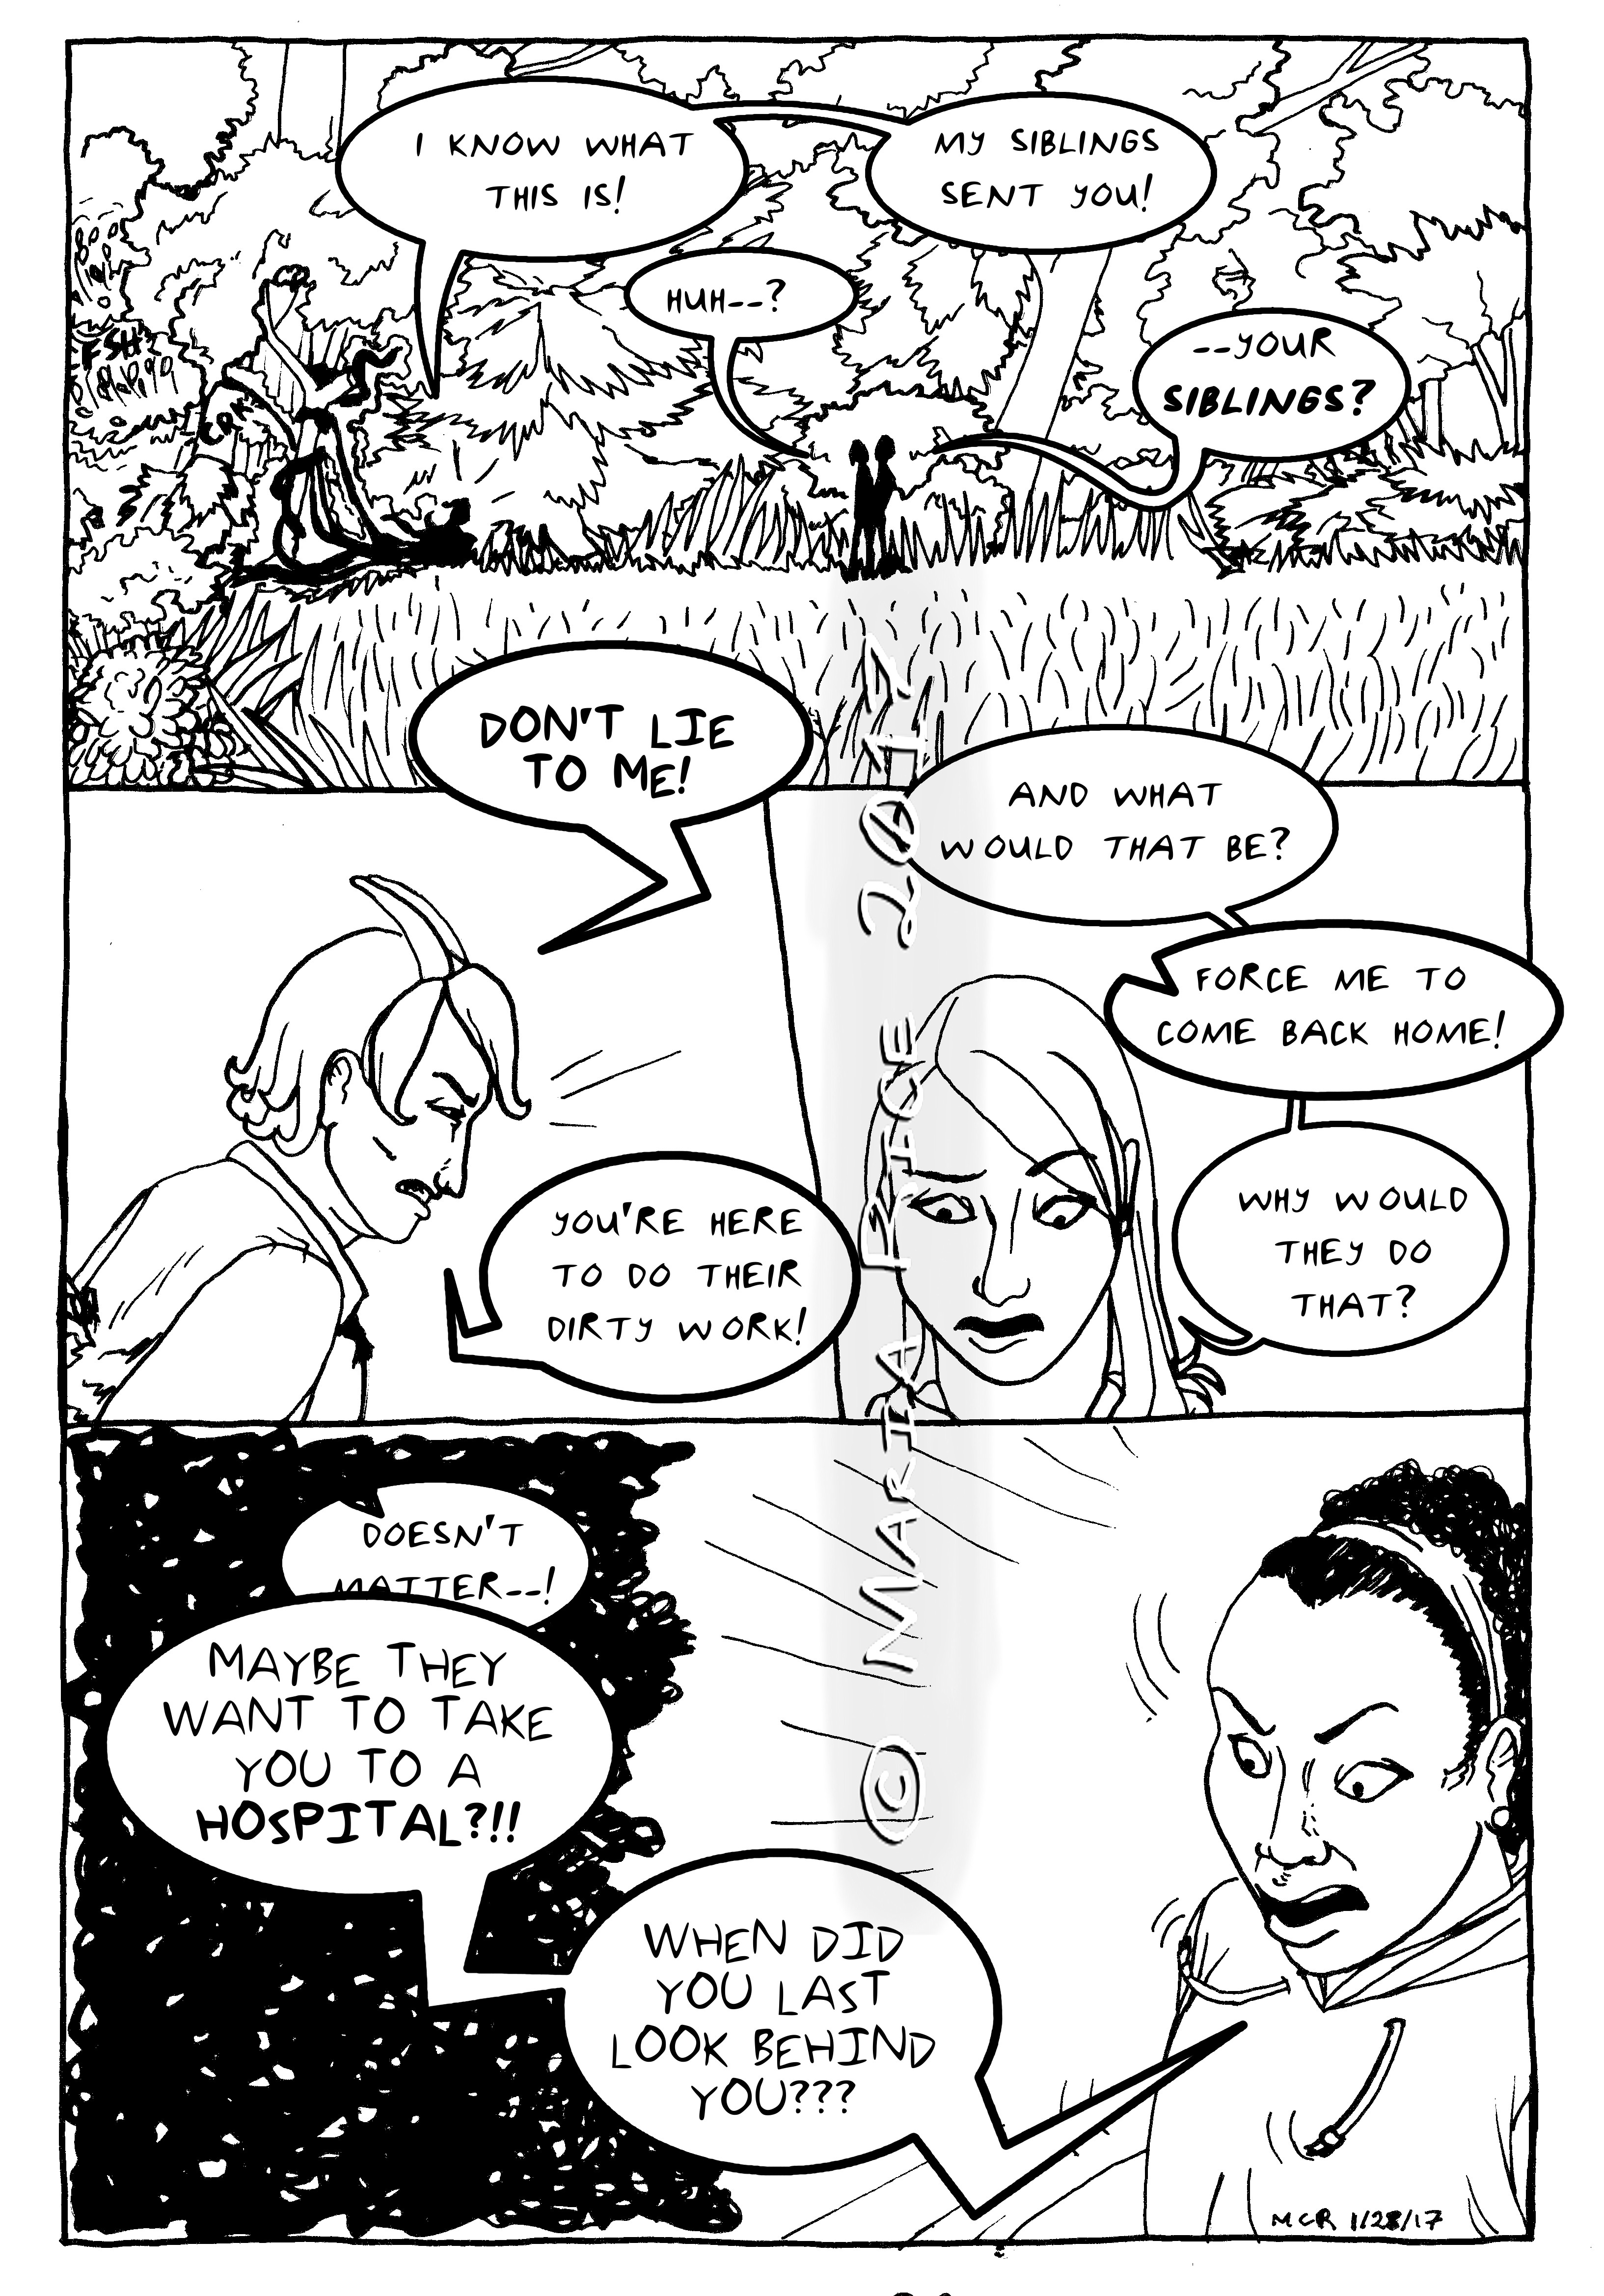 I KNOW WHAT
THIS IS!
MY SIBLINGS
SENT YOU!
HUH--?
--YOUR
SIBLINGS?
DON'T LIE
TO ME!
YOU'RE HERE
TO DO THEIR
DIRTY WORK!
AND WHAT
WOULD THAT BE?
FORCE ME TO
COME BACK HOME!
WHY WOULD
THEY DO
THAT?
DOESN'T
MATTER--!
MAYBE THEY
WANT TO TAKE
YOU TO A
HOSPITAL?!!
WHEN DID
YOU LAST
LOOK BEHIND
YOU???
MCR 1/28/17
© MARIA RICE 2017